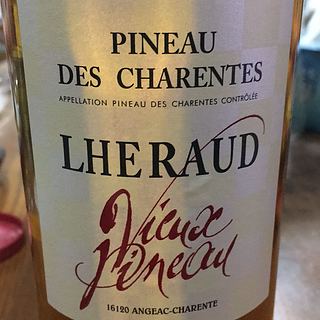 PINEAU
DES CHARENTES
APPELLATION PINEAU DES CHARENTES CONTRÔLÉE
LHERAUD
Vieux
Pineau
16120 ANGEAC-CHARENTE